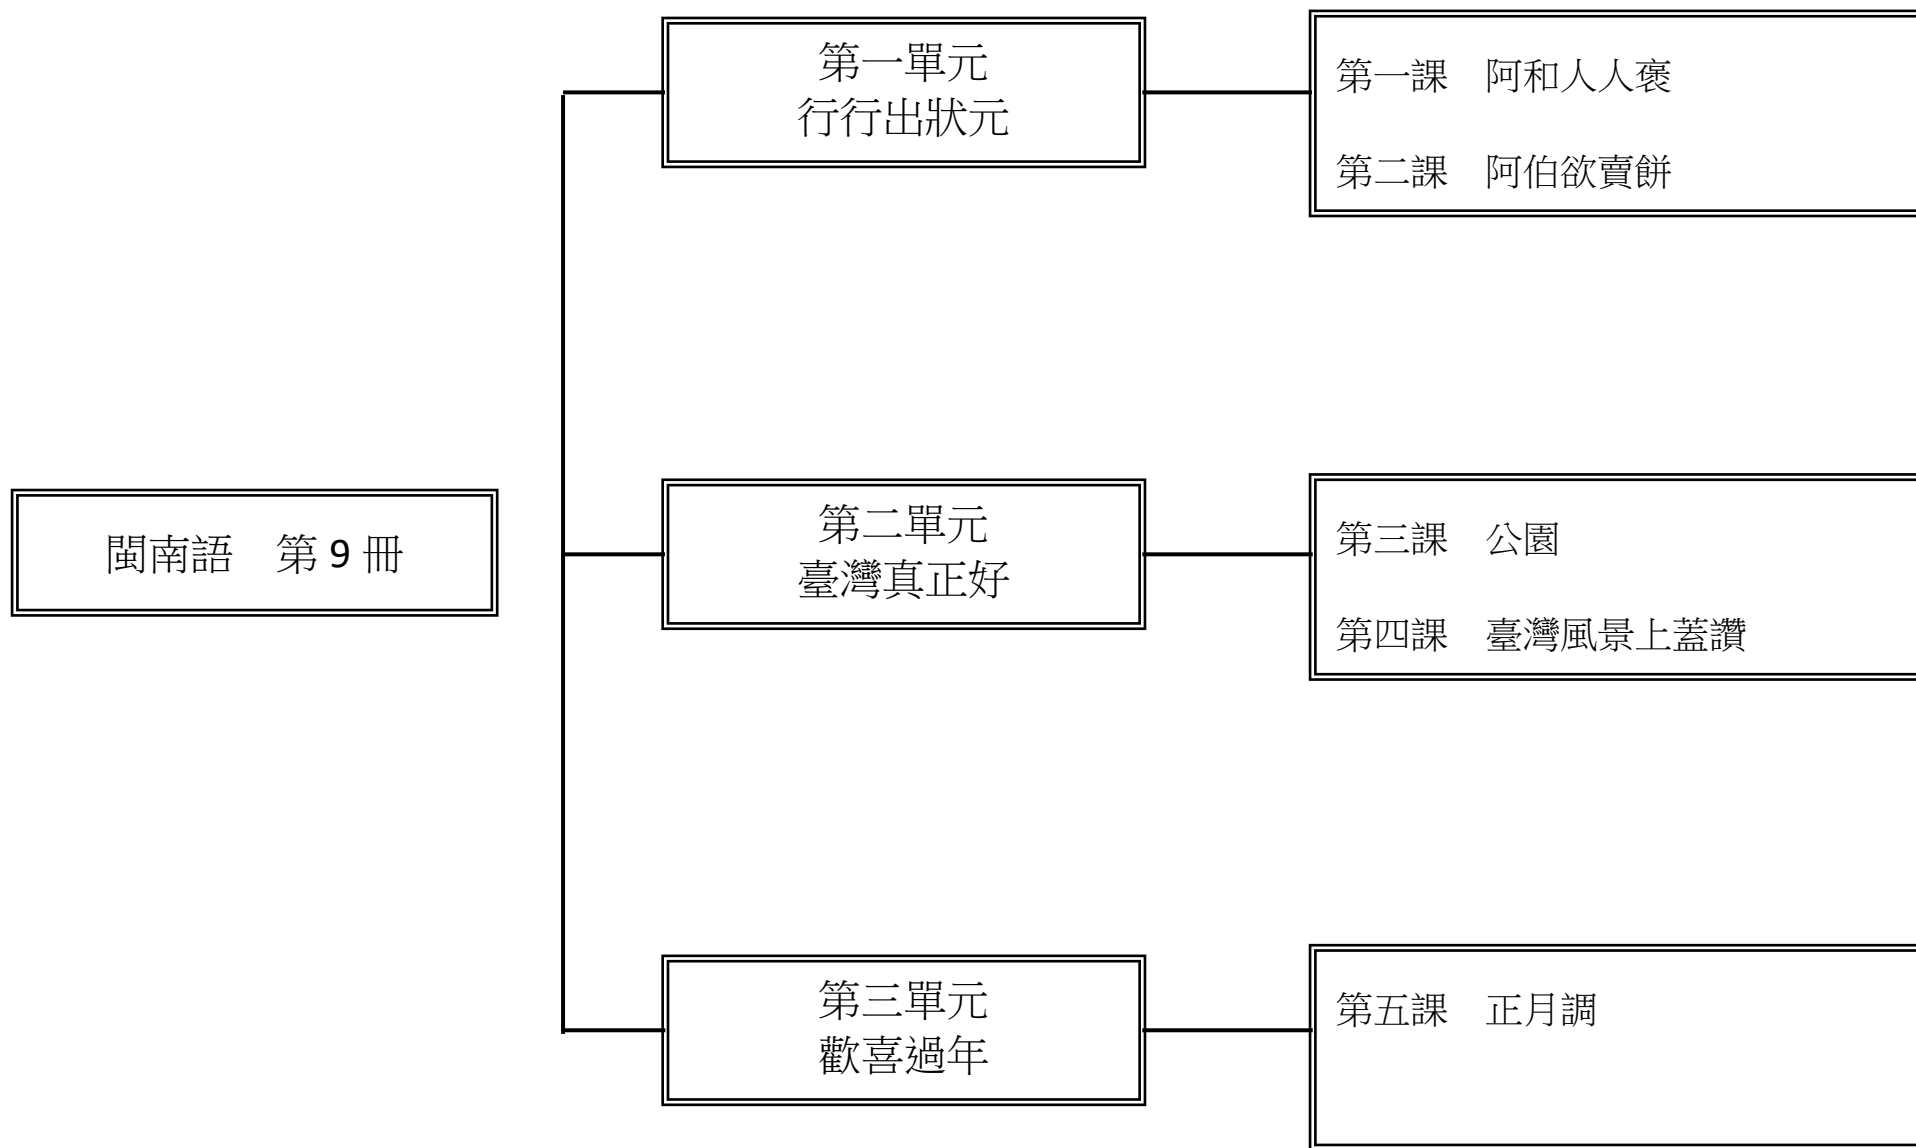 閩南語　第 9 冊
第一單元
行行出狀元
第一課　阿和人人褒
第二課　阿伯欲賣餅
第二單元
臺灣真正好
第三課　公園
第四課　臺灣風景上蓋讚
第三單元
歡喜過年
第五課　正月調